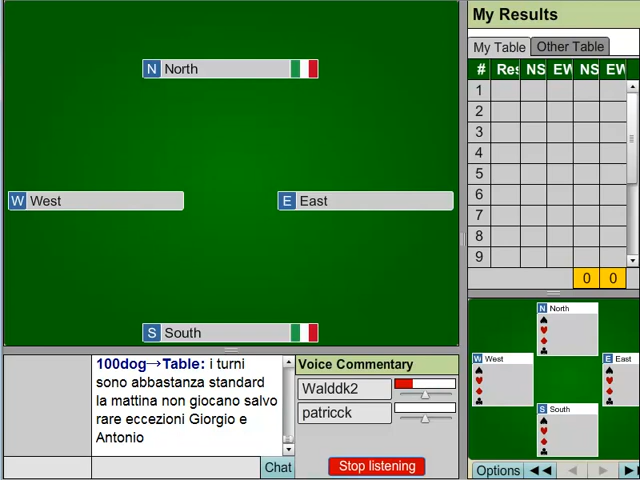 My Results
N North
My Table Other Table
# Res NS EW NS EW
1
2
3
4
5
6
7
8
9
W West
E East
0 0
S South
N North
W West
E East
S South
100dog→Table: i turni
sono abbastanza standard
la mattina non giocano salvo
rare eccezioni Giorgio e
Antonio
Voice Commentary
Walddk2
patricck
Chat
Stop listening
Options